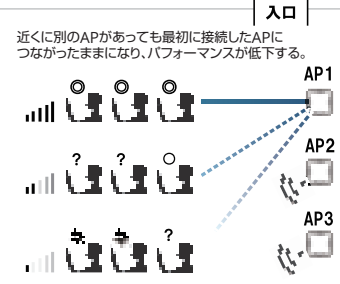 入口
近くに別のAPがあっても最初に接続したAPに
つながったままになり、パフォーマンスが低下する。
AP1
◎ ◎ ◎
AP2
? ? ○
AP3
?